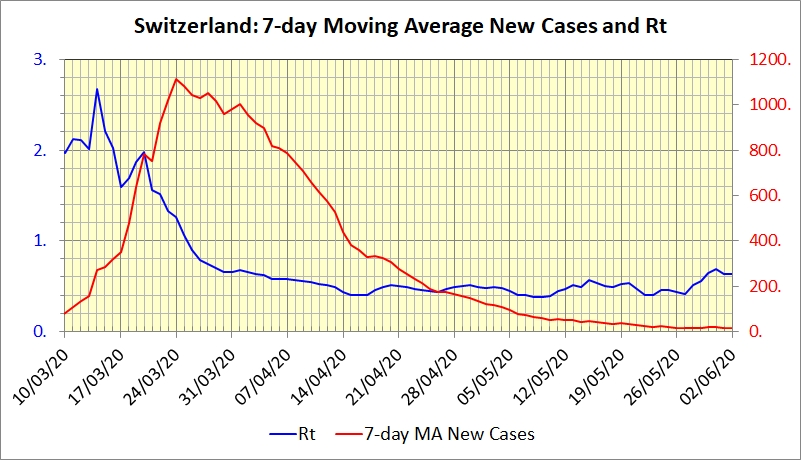 Switzerland: 7-day Moving Average New Cases and Rt
3. 1200.
1000.
2. 800.
600.
1. 400.
200.
0. 0.
10/03/20 17/03/20 24/03/20 31/03/20 07/04/20 14/04/20 21/04/20 28/04/20 05/05/20 12/05/20 19/05/20 26/05/20 02/06/20
Rt 7-day MA New Cases